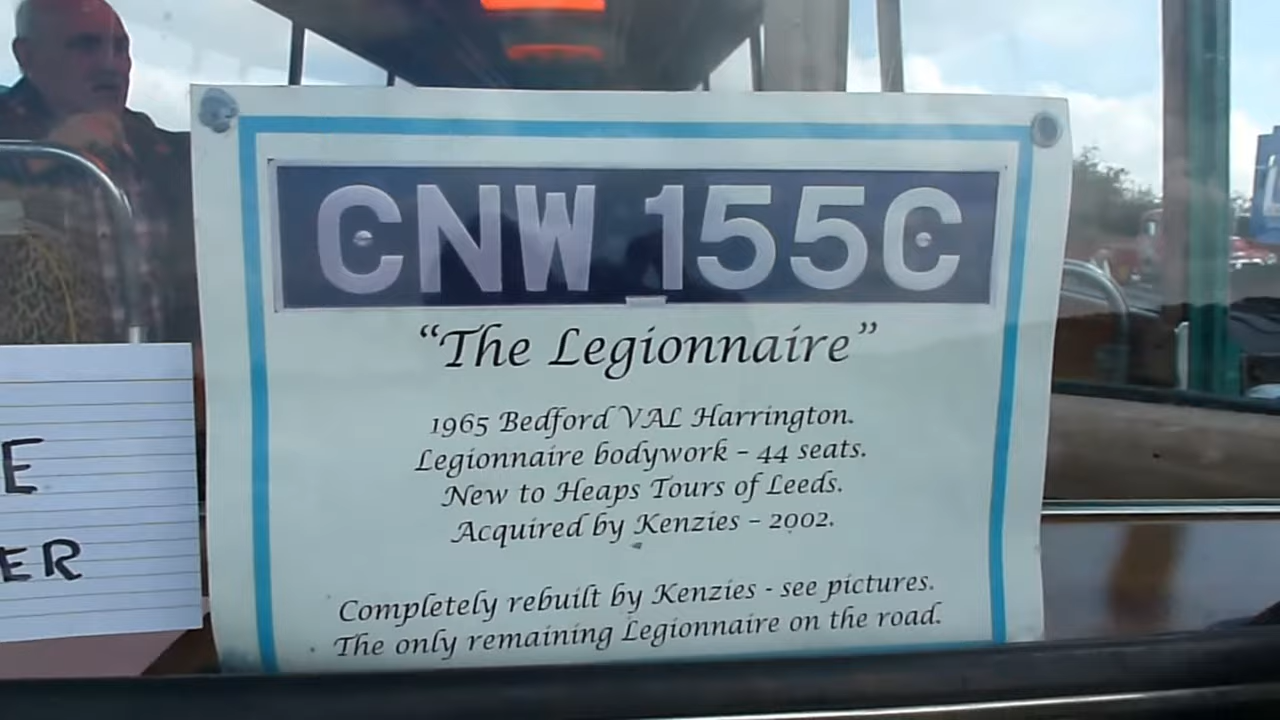 CNW 155C
"The Legionnaire"
1965 Bedford VAL Harrington.
Legionnaire bodywork – 44 seats.
New to Heaps Tours of Leeds.
Acquired by Kenzies – 2002.
Completely rebuilt by Kenzies - see pictures.
The only remaining Legionnaire on the road.
E
ER